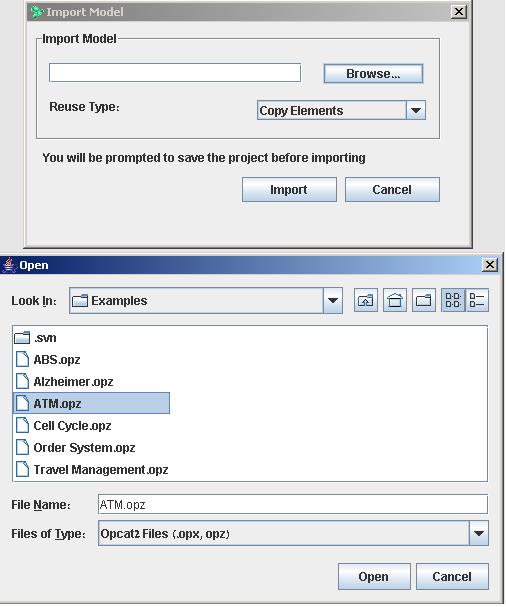 Import Model
Import Model
Browse...
Reuse Type:
Copy Elements
You will be prompted to save the project before importing
Import
Cancel
Open
Look In:
Examples
.svn
ABS.opz
Alzheimer.opz
ATM.opz
Cell Cycle.opz
Order System.opz
Travel Management.opz
File Name:
ATM.opz
Files of Type:
Opcat2 Files (.opx, opz)
Open
Cancel